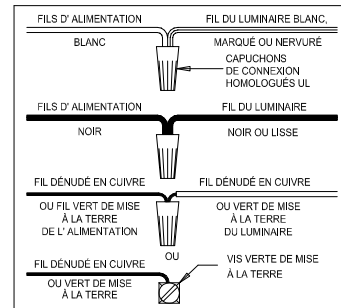 FILS D' ALIMENTATION
FIL DU LUMINAIRE BLANC,
BLANC
MARQUÉ OU NERVURÉ
CAPUCHONS
DE CONNEXION
HOMOLOGUÉS UL
FILS D' ALIMENTATION
FIL DU LUMINAIRE
NOIR
NOIR OU LISSE
FIL DÉNUDÉ EN CUIVRE
FIL DÉNUDÉ EN CUIVRE
OU FIL VERT DE MISE
À LA TERRE
DE L' ALIMENTATION
OU VERT DE MISE
À LA TERRE
DU LUMINAIRE
OU
FIL DÉNUDÉ EN CUIVRE
OU VERT DE MISE
À LA TERRE
VIS VERTE DE MISE
À LA TERRE